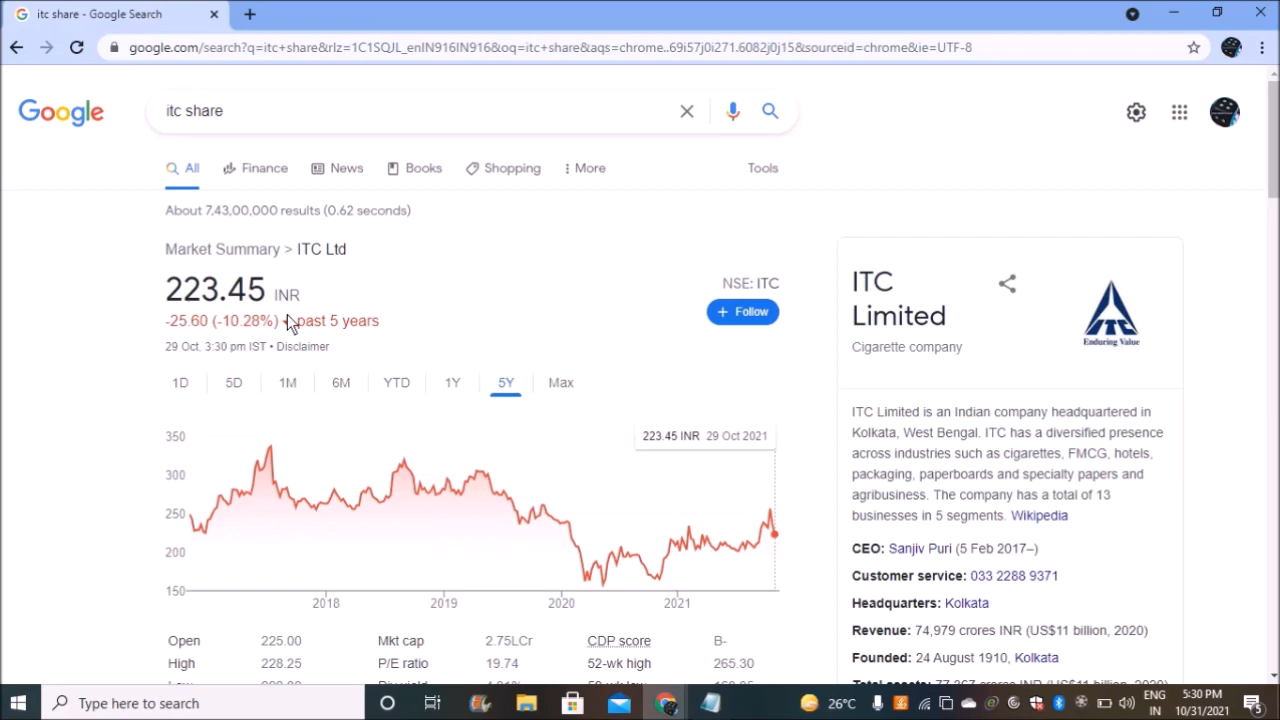 itc share - Google Search
google.com/search?q=itc+share&rlz=1C1SQJL_enIN916IN916&oq=itc+share&aqs=chrome..69i57j0i271.6082j0j15&sourceid=chrome&ie=UTF-8
Google
itc share
All Finance News Books Shopping More Tools
About 7,43,00,000 results (0.62 seconds)
Market Summary > ITC Ltd
223.45 INR
-25.60 (-10.28%) past 5 years
29 Oct, 3:30 pm IST • Disclaimer
NSE: ITC
+ Follow
1D 5D 1M 6M YTD 1Y 5Y Max
223.45 INR 29 Oct 2021
350
300
250
200
150
2018 2019 2020 2021
Open 225.00 Mkt cap 2.75LCr CDP score B-
High 228.25 P/E ratio 19.74 52-wk high 265.30
ITC
Limited
Cigarette company
ITC
Enduring Value
ITC Limited is an Indian company headquartered in
Kolkata, West Bengal. ITC has a diversified presence
across industries such as cigarettes, FMCG, hotels,
packaging, paperboards and specialty papers and
agribusiness. The company has a total of 13
businesses in 5 segments. Wikipedia
CEO: Sanjiv Puri (5 Feb 2017–)
Customer service: 033 2288 9371
Headquarters: Kolkata
Revenue: 74,979 crores INR (US$11 billion, 2020)
Founded: 24 August 1910, Kolkata
Type here to search
26°C
ENG
IN
5:30 PM
10/31/2021
5